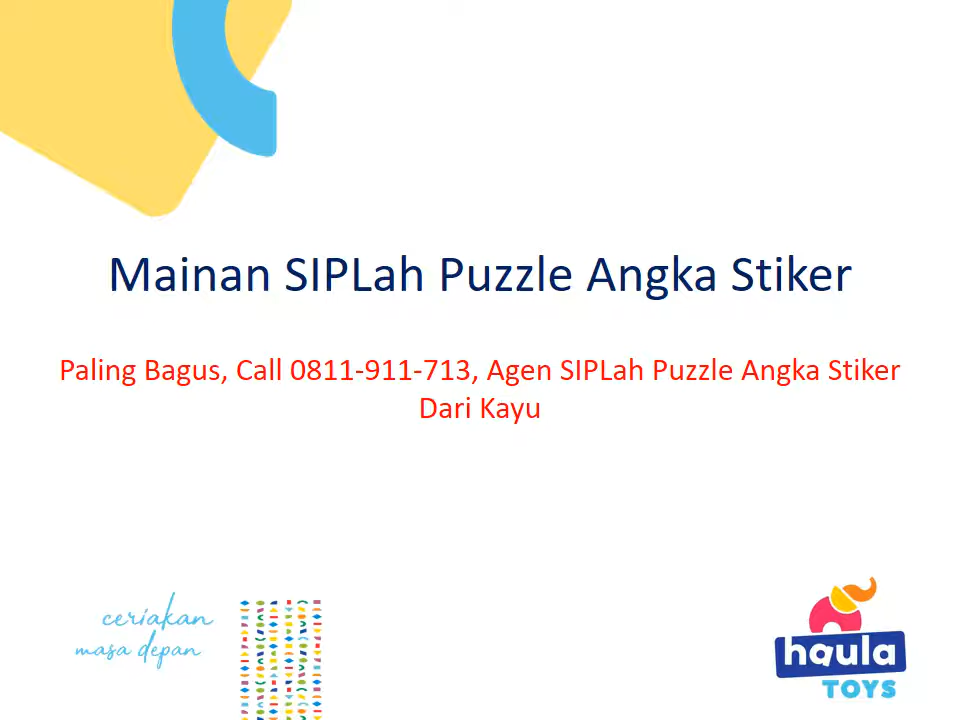 Mainan SIPLah Puzzle Angka Stiker
Paling Bagus, Call 0811-911-713, Agen SIPLah Puzzle Angka Stiker
Dari Kayu
ceriakan
masa depan
haula
TOYS